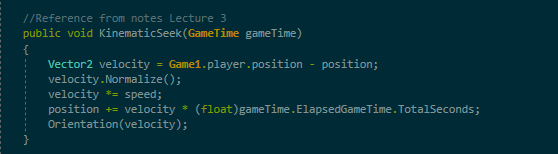 //Reference from notes Lecture 3
public void KinematicSeek(GameTime gameTime)
{
Vector2 velocity = Game1.player.position - position;
velocity.Normalize();
velocity *= speed;
position += velocity * (float)gameTime.ElapsedGameTime.TotalSeconds;
Orientation(velocity);
}